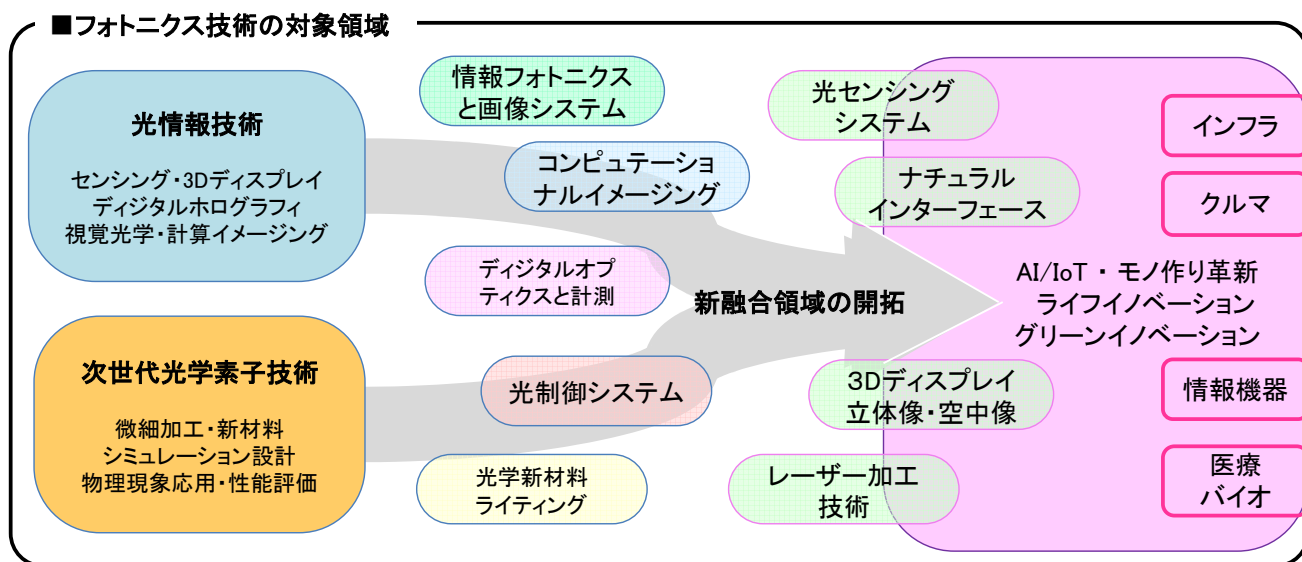 ■フォトニクス技術の対象領域
光情報技術
センシング・3Dディスプレイ
ディジタルホログラフィ
視覚光学・計算イメージング
次世代光学素子技術
微細加工・新材料
シミュレーション設計
物理現象応用・性能評価
情報フォトニクス
と画像システム
コンピュテーショ
ナルイメージング
ディジタルオプ
ティクスと計測
光制御システム
光学新材料
ライティング
新融合領域の開拓
光センシング
システム
ナチュラル
インターフェース
3Dディスプレイ
立体像・空中像
レーザー加工
技術
インフラ
クルマ
AI/IoT ・ モノ作り革新
ライフイノベーション
グリーンイノベーション
情報機器
医療
バイオ